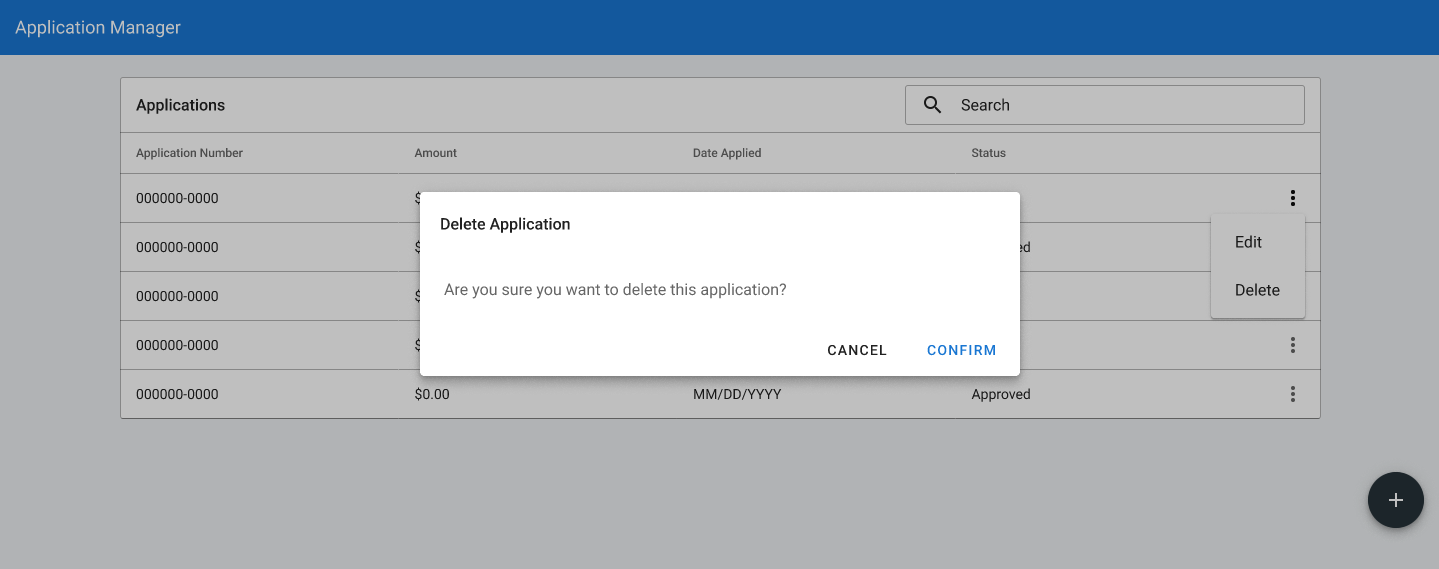 Application Manager
Applications Search
Application Number Amount Date Applied Status
000000-0000 $
000000-0000 $ ed
000000-0000 $
000000-0000 $
000000-0000 $0.00 MM/DD/YYYY Approved
Edit
Delete
Delete Application
Are you sure you want to delete this application?
CANCEL CONFIRM